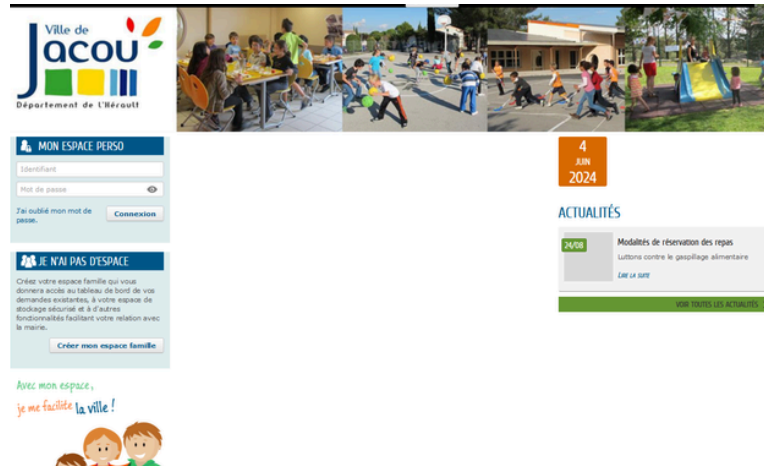 Ville de
Jacou
Département de l'Hérault
MON ESPACE PERSO
Identifiant
Mot de passe
J'ai oublié mon mot de
passe.
Connexion
JE N'AI PAS D'ESPACE
Créez votre espace famille qui vous
donnera accès au tableau de bord de vos
demandes existantes, à votre espace de
stockage sécurisé et à d'autres
fonctionnalités facilitant votre relation avec
la mairie.
Créer mon espace famille
Avec mon espace,
je me facilite la ville !
4
JUIN
2024
ACTUALITÉS
24/08
Modalités de réservation des repas
Luttons contre le gaspillage alimentaire
LIRE LA SUITE
VOIR TOUTES LES ACTUALITÉS